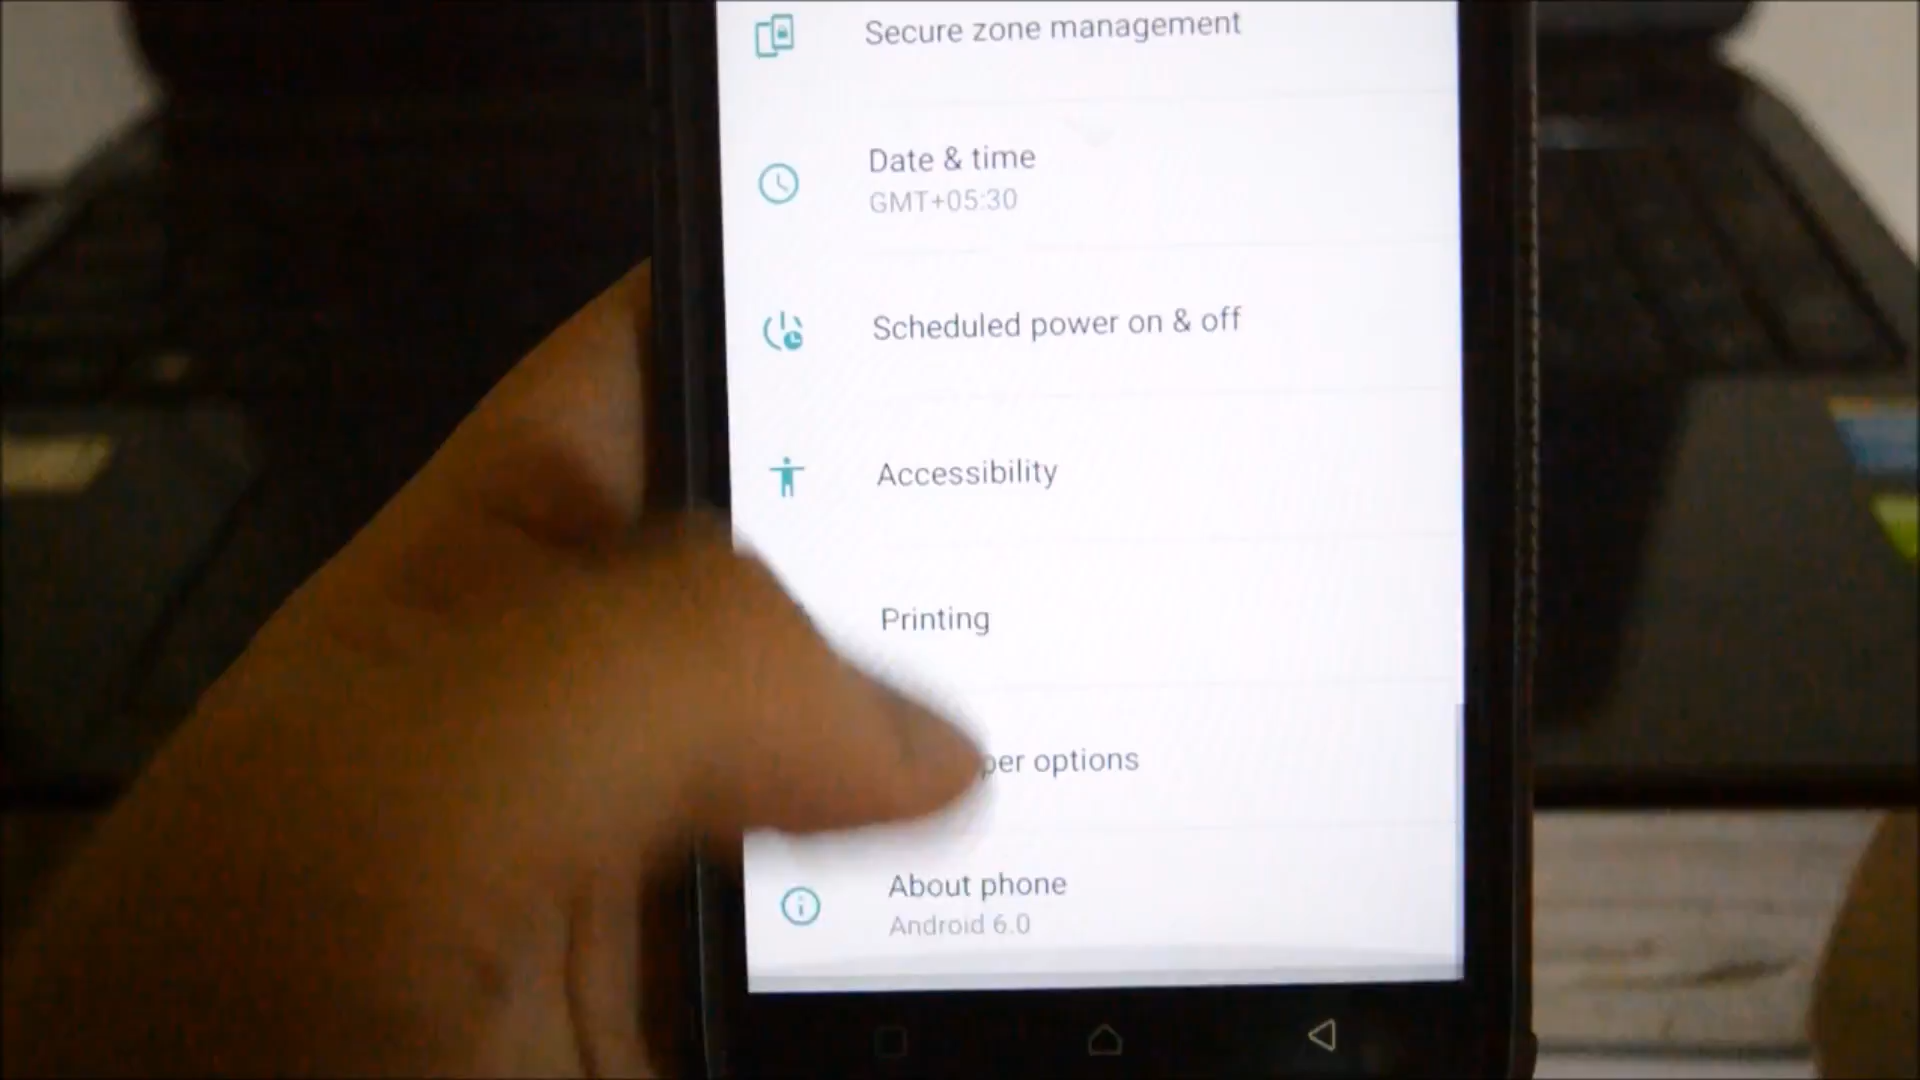 Secure zone management
Date & time
GMT+05:30
Scheduled power on & off
Accessibility
Printing
per options
About phone
Android 6.0